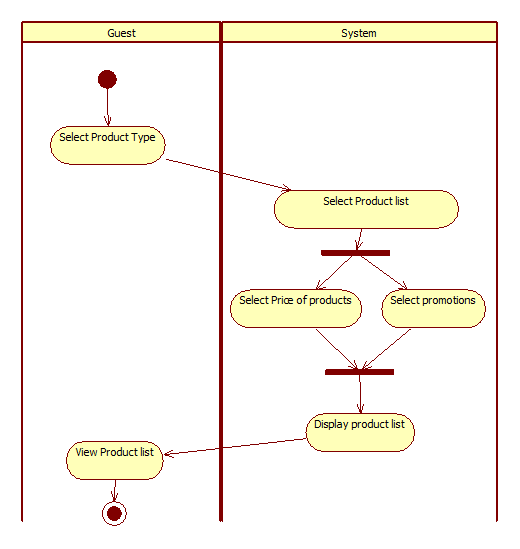 Guest
System
Select Product Type
Select Product list
Select Price of products
Select promotions
Display product list
View Product list